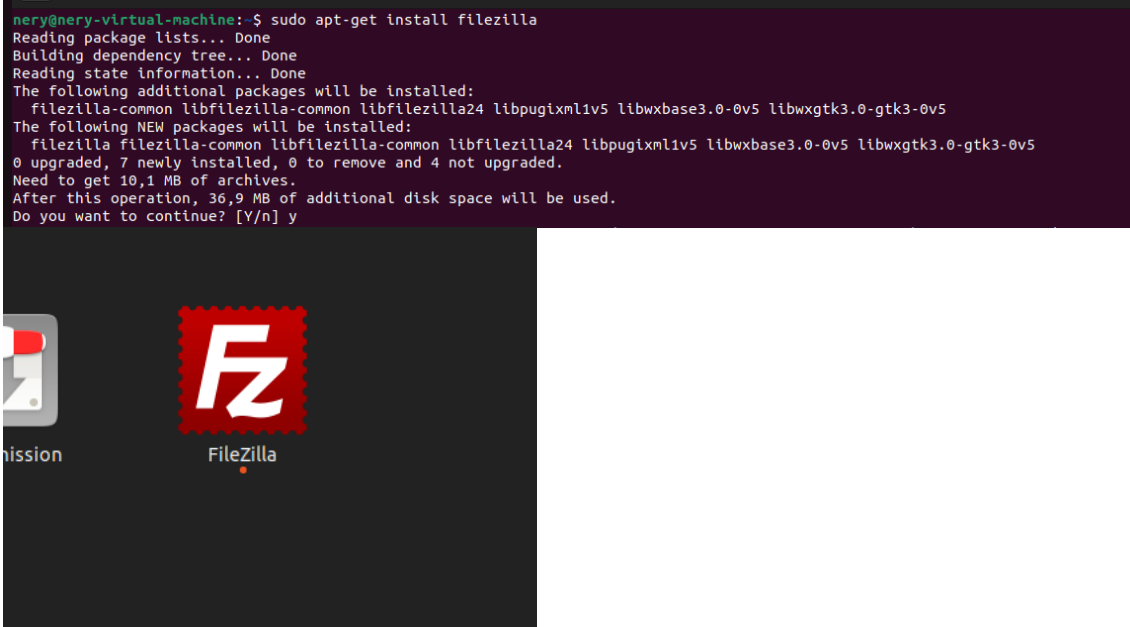 nery@nery-virtual-machine:~$ sudo apt-get install filezilla
Reading package lists... Done
Building dependency tree... Done
Reading state information... Done
The following additional packages will be installed:
  filezilla-common libfilezilla-common libfilezilla24 libpugixml1v5 libwxbase3.0-0v5 libwxgtk3.0-gtk3-0v5
The following NEW packages will be installed:
  filezilla filezilla-common libfilezilla-common libfilezilla24 libpugixml1v5 libwxbase3.0-0v5 libwxgtk3.0-gtk3-0v5
0 upgraded, 7 newly installed, 0 to remove and 4 not upgraded.
Need to get 10,1 MB of archives.
After this operation, 36,9 MB of additional disk space will be used.
Do you want to continue? [Y/n] y
Fz
mission FileZilla